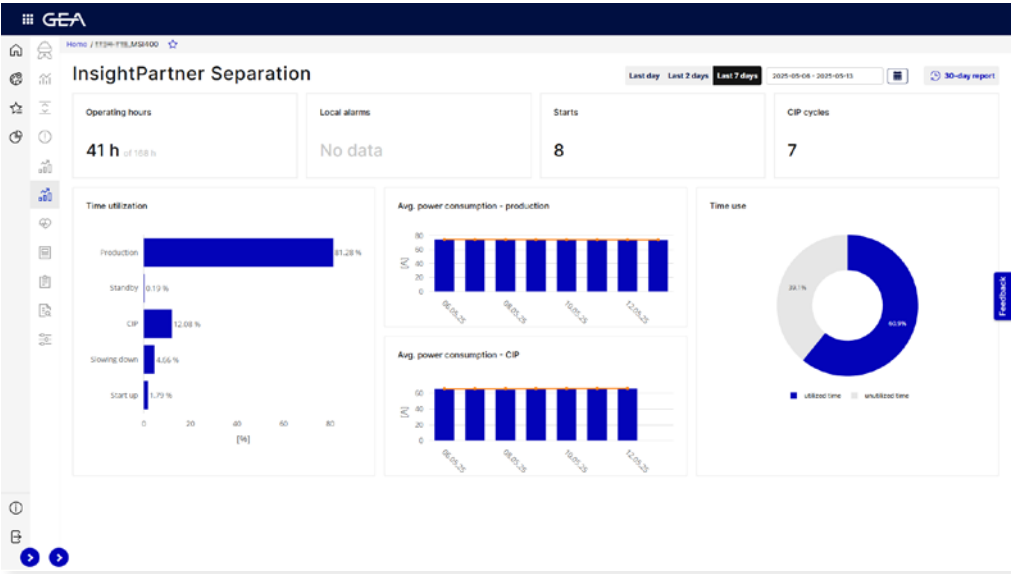 GEA
Home / TTSH-TTB_MSI400
InsightPartner Separation
Last day Last 2 days Last 7 days 2025-05-06 - 2025-05-13 30-day report
Operating hours
41 h of 168 h
Local alarms
No data
Starts
8
CIP cycles
7
Time utilization
Production 81.28 %
Standby 0.19 %
CIP 12.08 %
Slowing down 4.66 %
Start up 1.79 %
0 20 40 60 80
[%]
Avg. power consumption - production
80
60
40
20
0
[A]
06.05.25 08.05.25 10.05.25 12.05.25
Avg. power consumption - CIP
60
40
20
0
[A]
06.05.25 08.05.25 10.05.25 12.05.25
Time use
39.1%
60.9%
utilized time unutilized time
Feedback